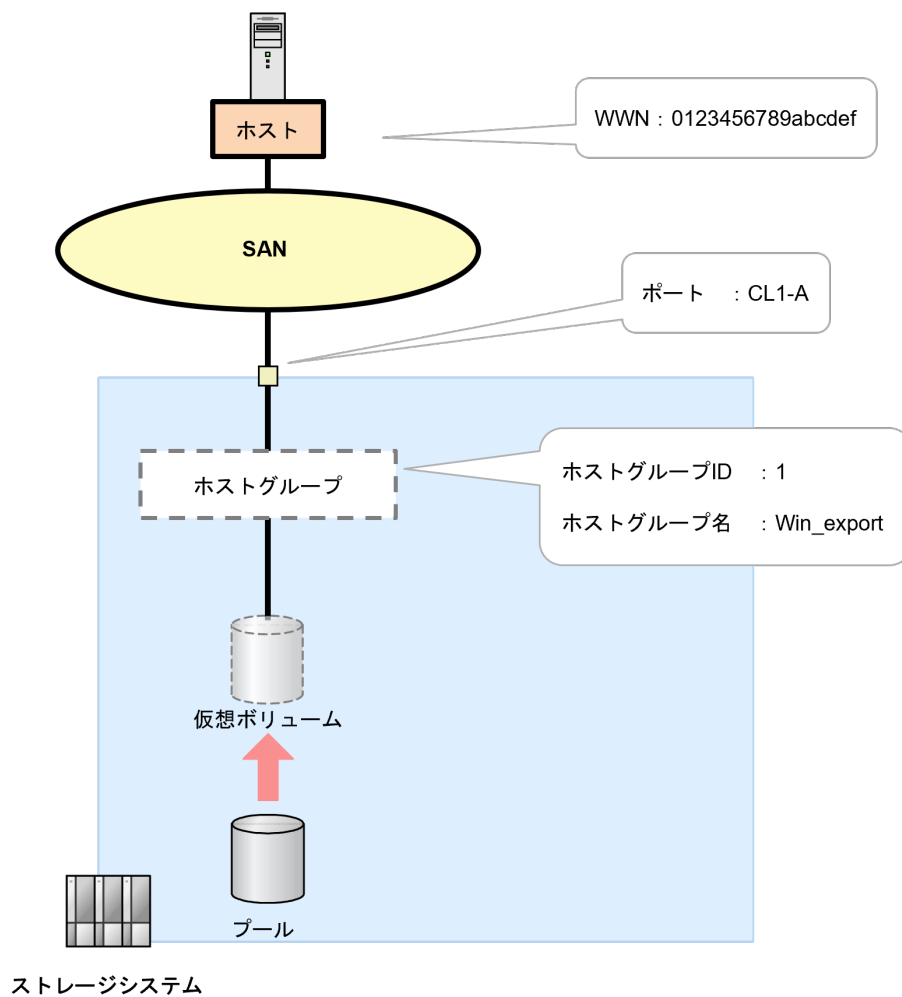 ホスト
WWN：0123456789abcdef
SAN
ポート　：CL1-A
ホストグループ
ホストグループID　：1
ホストグループ名　：Win_export
仮想ボリューム
プール
ストレージシステム